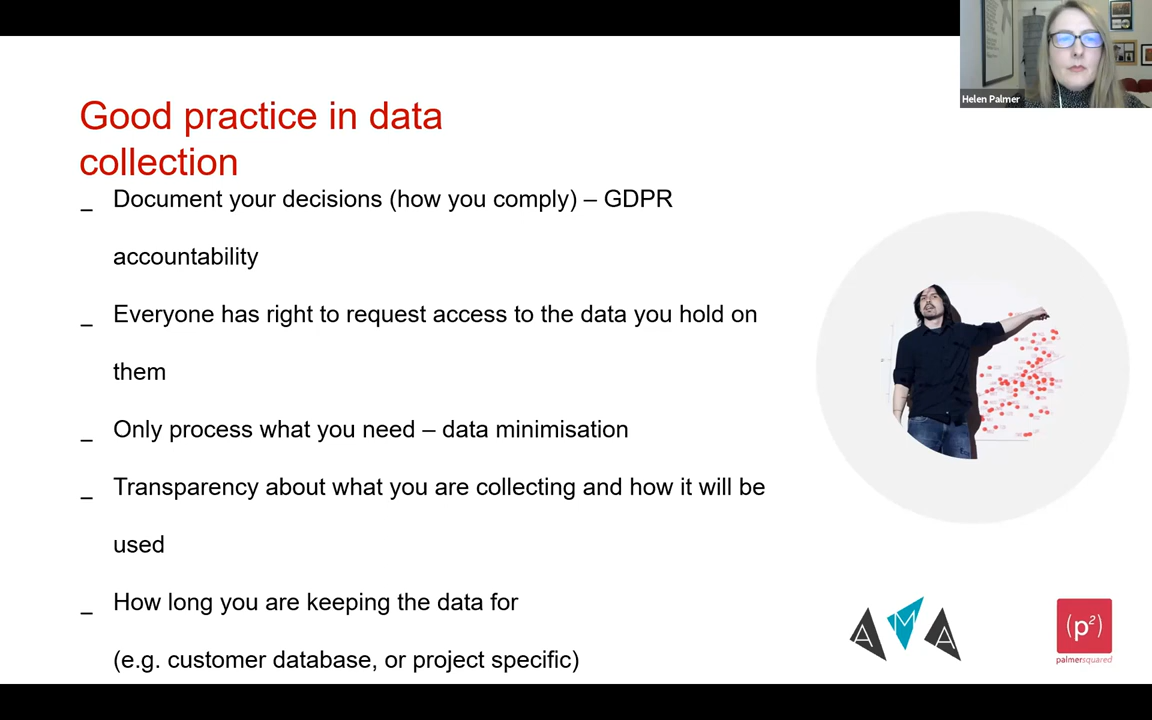 Helen Palmer
Good practice in data
collection
_ Document your decisions (how you comply) – GDPR
accountability
_ Everyone has right to request access to the data you hold on
them
_ Only process what you need – data minimisation
_ Transparency about what you are collecting and how it will be
used
_ How long you are keeping the data for
(e.g. customer database, or project specific)
AMA
(p²)
palmersquared